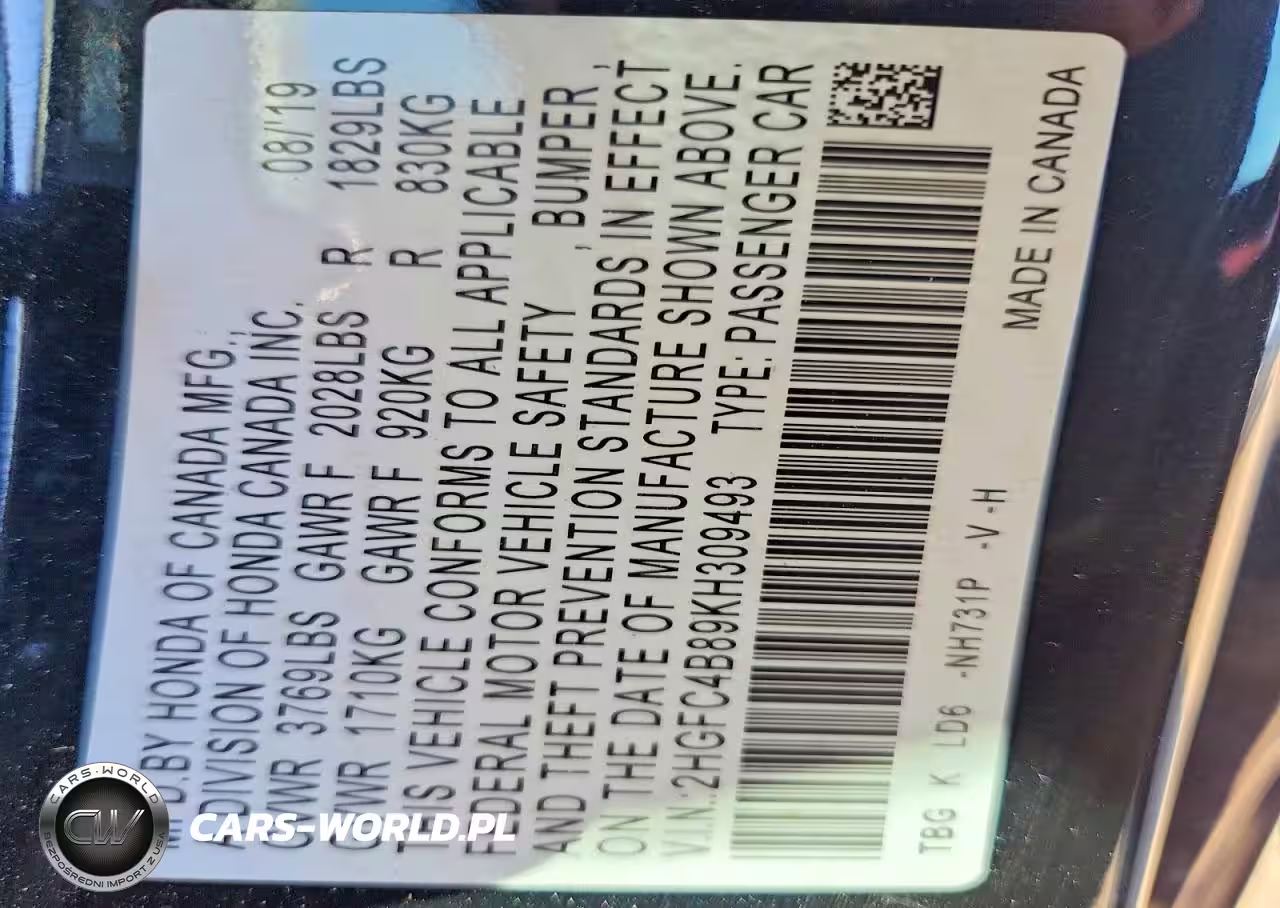 MFD.BY HONDA OF CANADA MFG.,
A DIVISION OF HONDA CANADA INC. 08/19
GVWR 3769LBS GAWR F 2028LBS R 1829LBS
GVWR 1710KG GAWR F 920KG R 830KG
THIS VEHICLE CONFORMS TO ALL APPLICABLE
FEDERAL MOTOR VEHICLE SAFETY , BUMPER ,
AND THEFT PREVENTION STANDARDS IN EFFECT
ON THE DATE OF MANUFACTURE SHOWN ABOVE.
V.I.N.:2HGFC4B89KH309493 TYPE: PASSENGER CAR
TBG K LD6 -NH731P -V -H MADE IN CANADA
CARS-WORLD
CW
BEZPOŚREDNI IMPORT Z USA
CARS-WORLD.PL